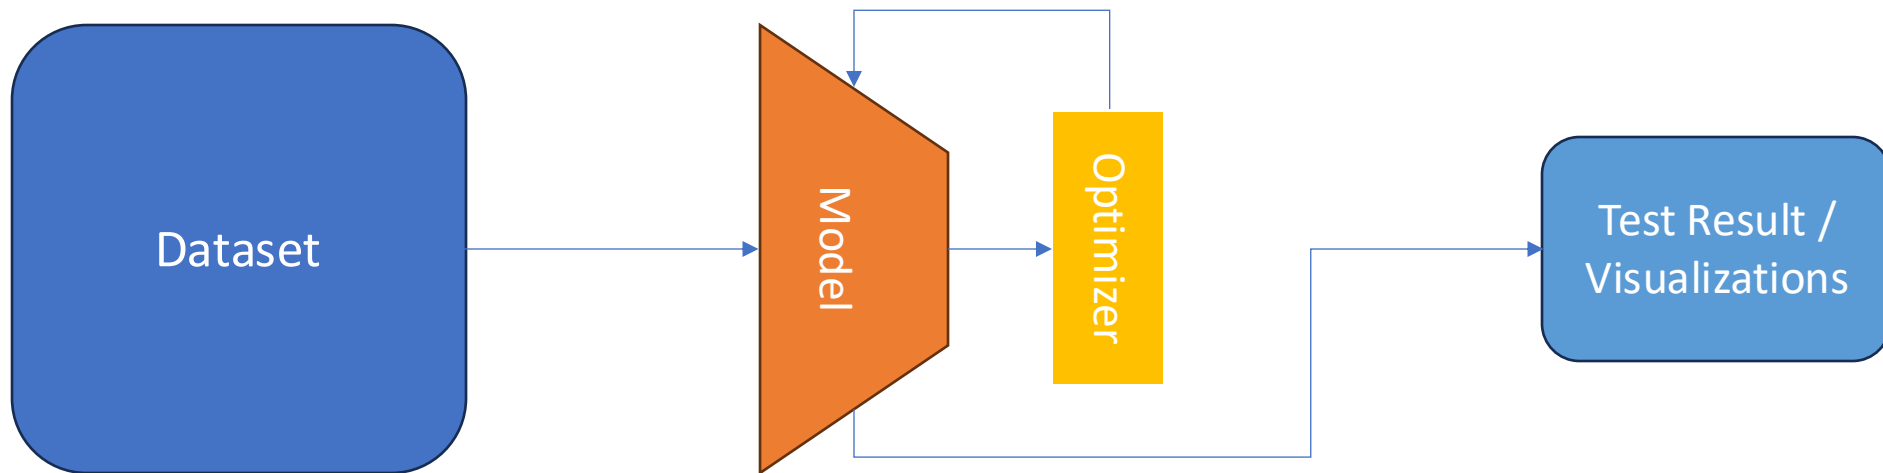 Dataset
Model
Optimizer
Test Result /
Visualizations